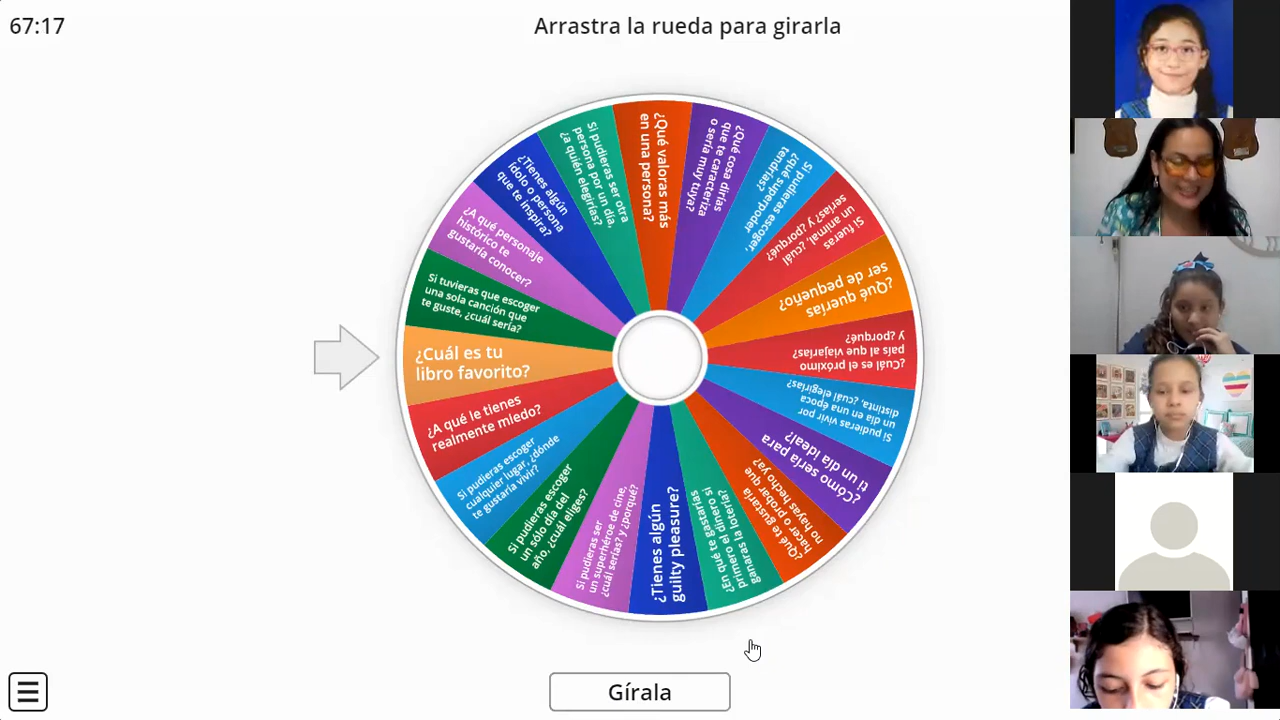 67:17
Arrastra la rueda para girarla
¿Qué valoras más
en una persona?
¿Qué cosa dirías
que te caracteriza
o sería muy tuya?
Si pudieras escoger,
¿qué superpoder
tendrías?
Si fueras
un animal, ¿cuál
serías? y ¿porqué?
¿Qué querías
ser de pequeño?
¿Cuál es el próximo
país al que viajarías?
y ¿porqué?
Si pudieras vivir por
un día en una época
distinta, ¿cuál elegirías?
¿Cómo sería para
ti un día ideal?
¿Qué te gustaría
hacer o probar que
no hayas hecho ya?
¿En qué te gastarías
primero el dinero si
ganaras la lotería?
¿Tienes algún
guilty pleasure?
Si pudieras ser
un superhéroe de cine,
¿cuál serías? y ¿porqué?
Si pudieras escoger
un sólo día del
año, ¿cuál eliges?
Si pudieras escoger
cualquier lugar, ¿dónde
te gustaría vivir?
¿A qué le tienes
realmente miedo?
¿Cuál es tu
libro favorito?
Si tuvieras que escoger
una sola canción que
te guste, ¿cuál sería?
¿A qué personaje
histórico te
gustaría conocer?
¿Tienes algún
ídolo o persona
que te inspira?
Si pudieras ser otra
persona por un día,
¿a quién elegirías?
Gírala